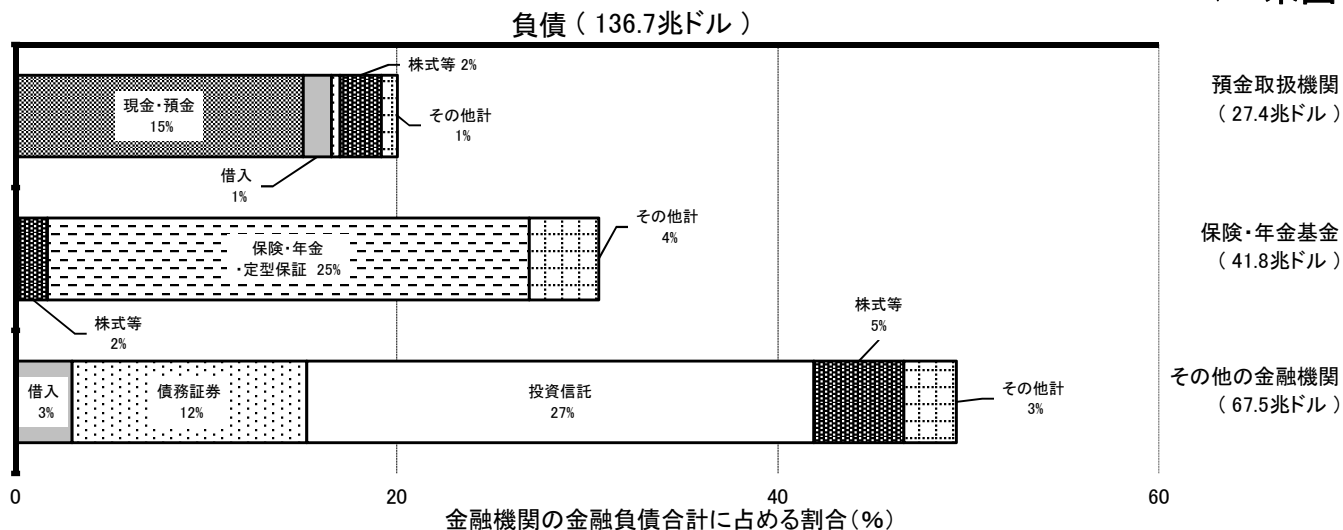 負債（ 136.7兆ドル ）
株式等 2%
現金・預金
15%
その他計
1%
借入
1%
預金取扱機関
（ 27.4兆ドル ）
その他計
4%
保険・年金
・定型保証 25%
株式等
2%
保険・年金基金
（ 41.8兆ドル ）
株式等
5%
借入
3%
債務証券
12%
投資信託
27%
その他計
3%
その他の金融機関
（ 67.5兆ドル ）
0 20 40 60
金融機関の金融負債合計に占める割合（％）